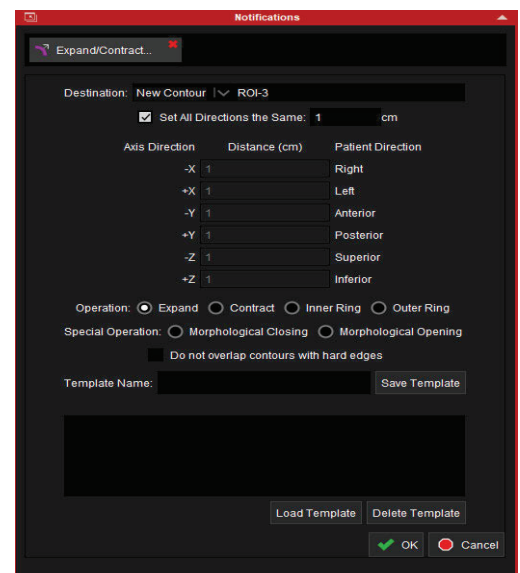 Notifications
Expand/Contract...
Destination: New Contour ROI-3
Set All Directions the Same: 1 cm
Axis Direction Distance (cm) Patient Direction
-X 1 Right
+X 1 Left
-Y 1 Anterior
+Y 1 Posterior
-Z 1 Superior
+Z 1 Inferior
Operation: Expand Contract Inner Ring Outer Ring
Special Operation: Morphological Closing Morphological Opening
Do not overlap contours with hard edges
Template Name: Save Template
Load Template Delete Template
OK Cancel